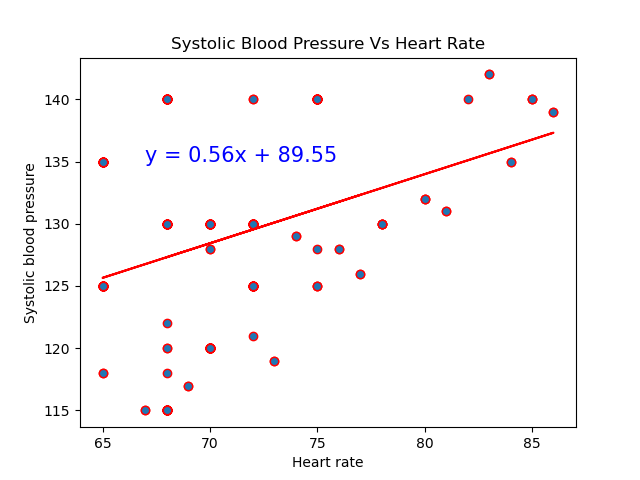 Systolic Blood Pressure Vs Heart Rate
140
y = 0.56x + 89.55
135
130
125
120
115
Systolic blood pressure
65 70 75 80 85
Heart rate